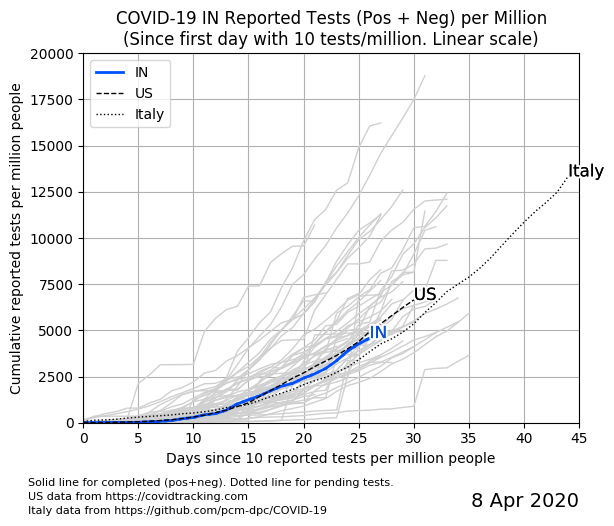 COVID-19 IN Reported Tests (Pos + Neg) per Million
(Since first day with 10 tests/million. Linear scale)
IN
US
Italy
20000
17500
15000
12500
10000
7500
5000
2500
0
Cumulative reported tests per million people
Italy
US
IN
0 5 10 15 20 25 30 35 40 45
Days since 10 reported tests per million people
Solid line for completed (pos+neg). Dotted line for pending tests.
US data from https://covidtracking.com
Italy data from https://github.com/pcm-dpc/COVID-19
8 Apr 2020